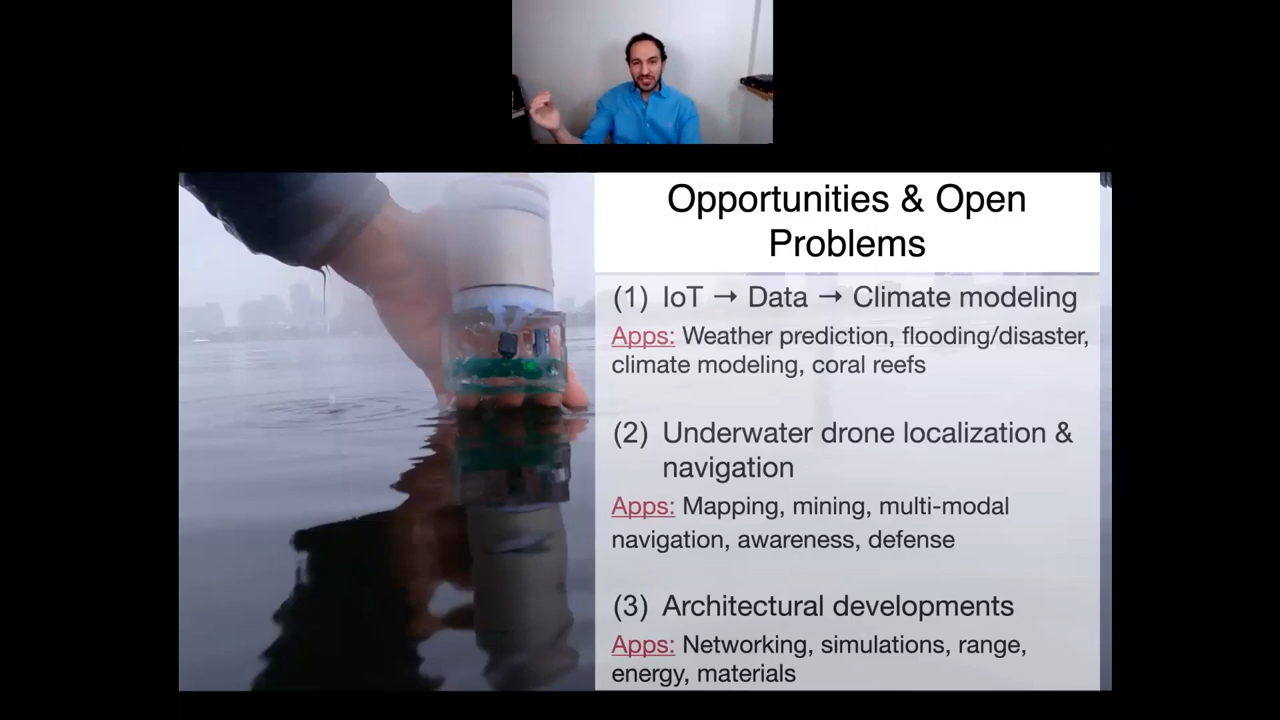 Opportunities & Open
Problems
(1) IoT → Data → Climate modeling
Apps: Weather prediction, flooding/disaster,
climate modeling, coral reefs
(2) Underwater drone localization &
navigation
Apps: Mapping, mining, multi-modal
navigation, awareness, defense
(3) Architectural developments
Apps: Networking, simulations, range,
energy, materials